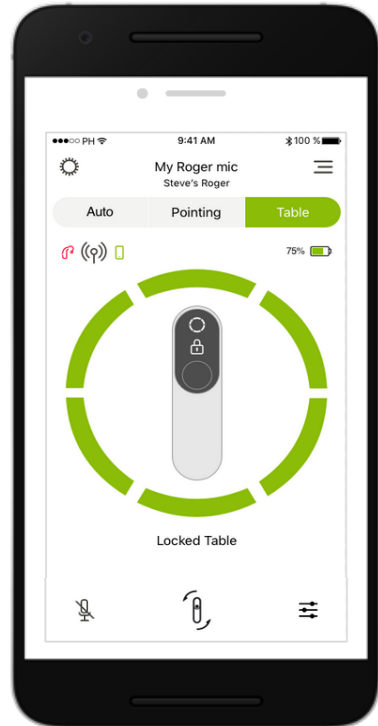 PH
9:41 AM
100 %
My Roger mic
Steve's Roger
Auto
Pointing
Table
75%
Locked Table